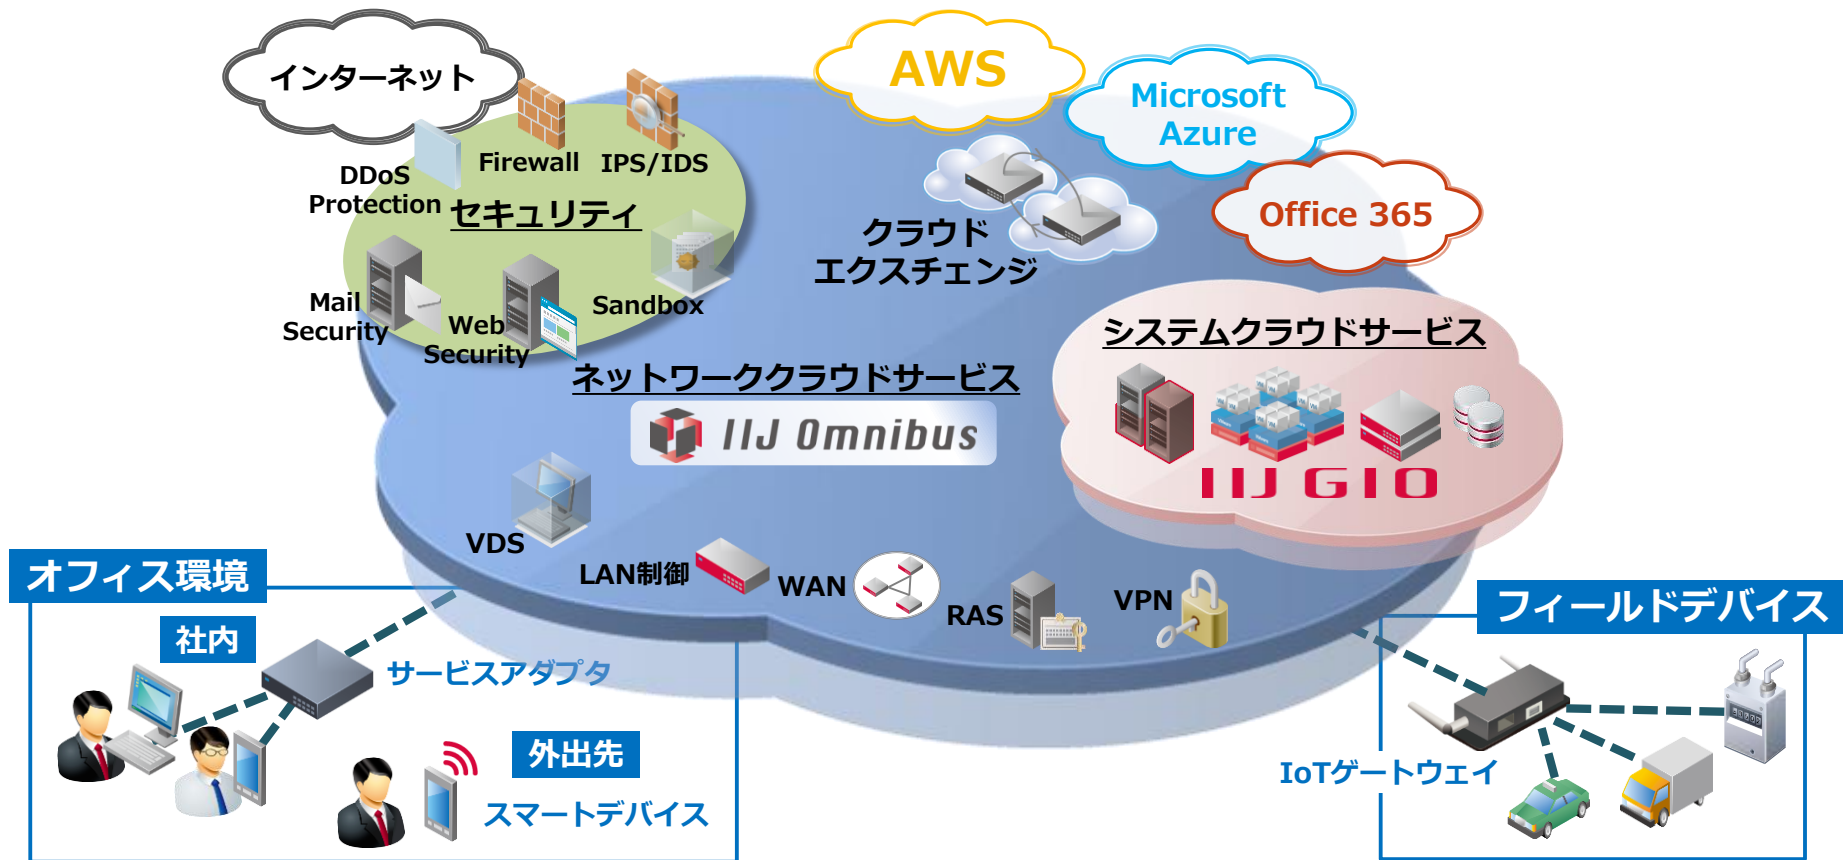 インターネット
AWS
Microsoft
Azure
Office 365
Firewall
IPS/IDS
DDoS
Protection
セキュリティ
Mail
Security
Web
Security
Sandbox
クラウド
エクスチェンジ
システムクラウドサービス
IIJ GIO
ネットワーククラウドサービス
IIJ Omnibus
VDS
LAN制御
WAN
RAS
VPN
オフィス環境
社内
サービスアダプタ
外出先
スマートデバイス
フィールドデバイス
IoTゲートウェイ